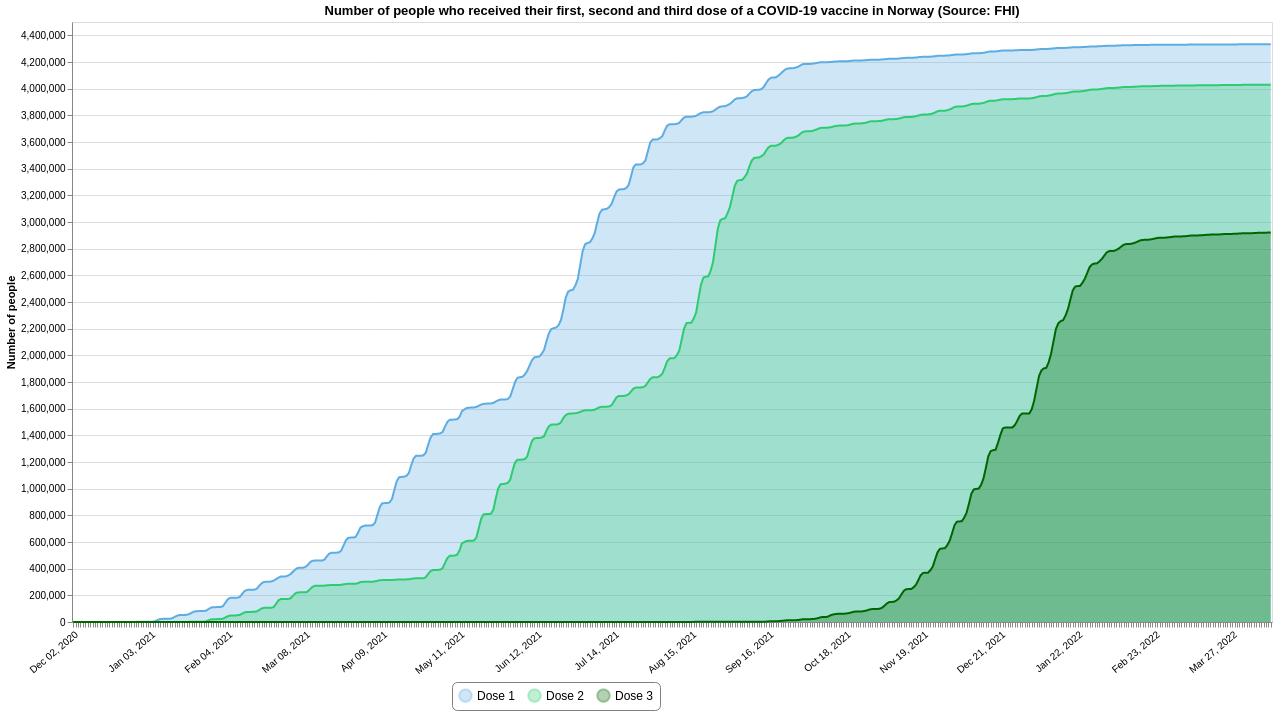 Number of people who received their first, second and third dose of a COVID-19 vaccine in Norway (Source: FHI)
Number of people
4,400,000
4,200,000
4,000,000
3,800,000
3,600,000
3,400,000
3,200,000
3,000,000
2,800,000
2,600,000
2,400,000
2,200,000
2,000,000
1,800,000
1,600,000
1,400,000
1,200,000
1,000,000
800,000
600,000
400,000
200,000
0
Dec 02, 2020
Jan 03, 2021
Feb 04, 2021
Mar 08, 2021
Apr 09, 2021
May 11, 2021
Jun 12, 2021
Jul 14, 2021
Aug 15, 2021
Sep 16, 2021
Oct 18, 2021
Nov 19, 2021
Dec 21, 2021
Jan 22, 2022
Feb 23, 2022
Mar 27, 2022
Dose 1 Dose 2 Dose 3